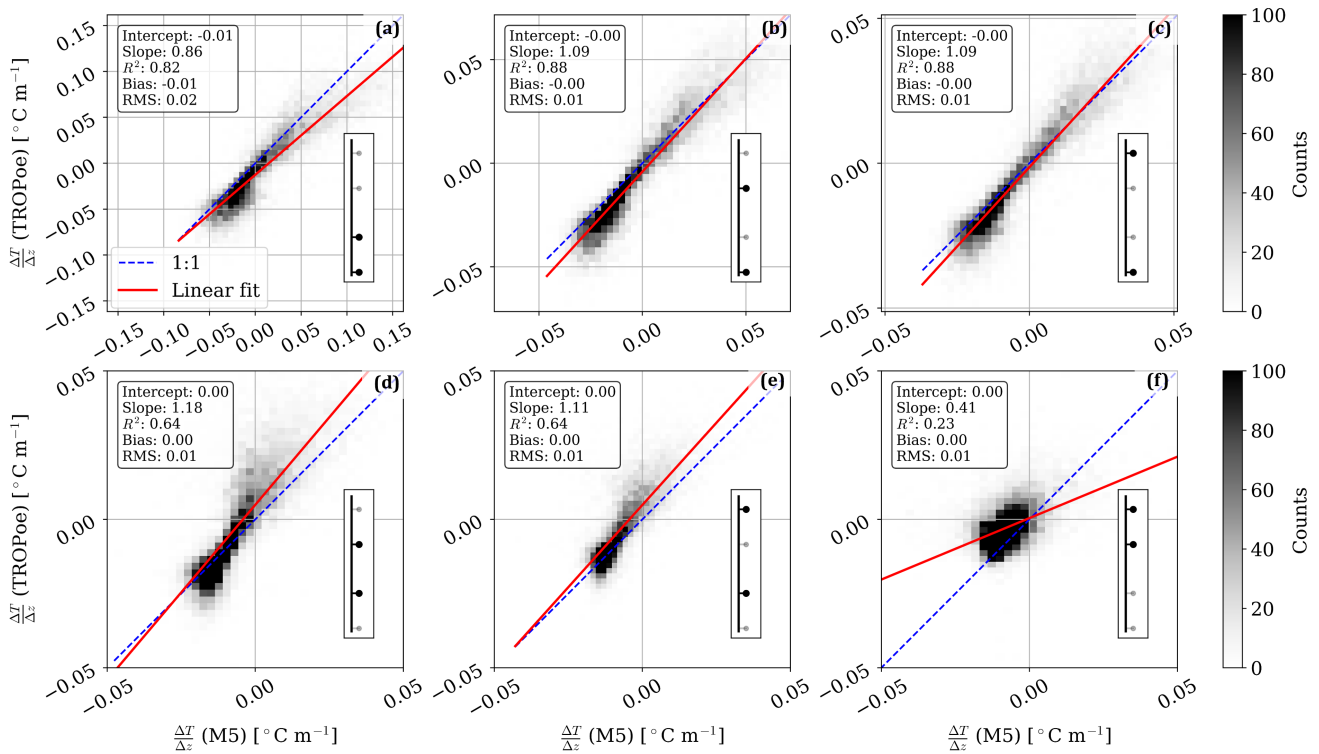 (a)
Intercept: -0.01
Slope: 0.86
R²: 0.82
Bias: -0.01
RMS: 0.02
1:1
Linear fit
0.15
0.10
0.05
0.00
−0.05
−0.10
−0.15
−0.15
−0.10
−0.05
0.00
0.05
0.10
0.15
ΔT/Δz (TROPoe) [°C m⁻¹]
(b)
Intercept: -0.00
Slope: 1.09
R²: 0.88
Bias: -0.00
RMS: 0.01
0.05
0.00
−0.05
−0.05
0.00
0.05
(c)
Intercept: -0.00
Slope: 1.09
R²: 0.88
Bias: -0.00
RMS: 0.01
0.05
0.00
−0.05
−0.05
0.00
0.05
100
80
60
40
20
0
Counts
(d)
Intercept: 0.00
Slope: 1.18
R²: 0.64
Bias: 0.00
RMS: 0.01
0.05
0.00
−0.05
−0.05
0.00
0.05
ΔT/Δz (TROPoe) [°C m⁻¹]
ΔT/Δz (M5) [°C m⁻¹]
(e)
Intercept: 0.00
Slope: 1.11
R²: 0.64
Bias: 0.00
RMS: 0.01
0.05
0.00
−0.05
−0.05
0.00
0.05
ΔT/Δz (M5) [°C m⁻¹]
(f)
Intercept: 0.00
Slope: 0.41
R²: 0.23
Bias: 0.00
RMS: 0.01
0.05
0.00
−0.05
−0.05
0.00
0.05
ΔT/Δz (M5) [°C m⁻¹]
100
80
60
40
20
0
Counts